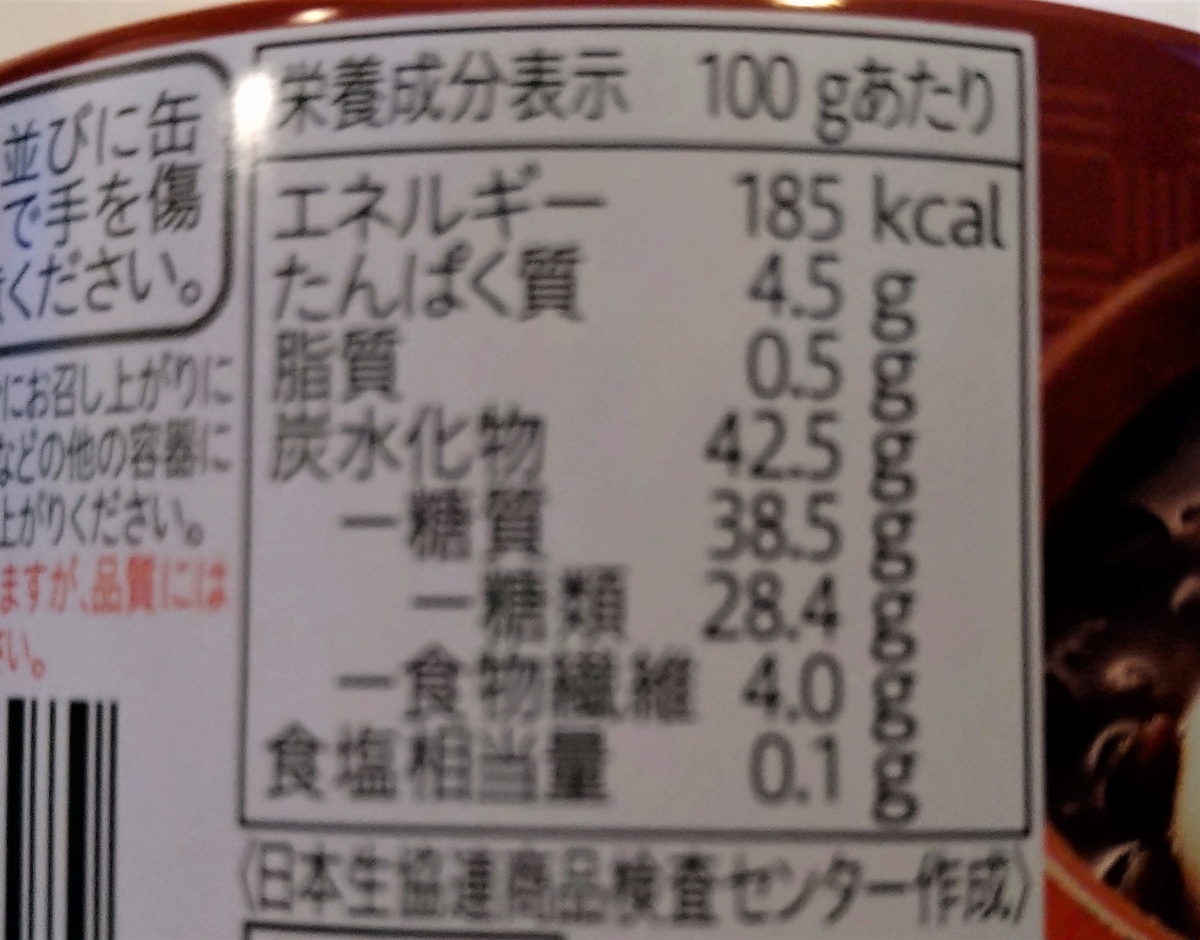 並びに缶
で手を傷
ください。
にお召し上がりに
などの他の容器に
上がりください。
ますが、品質には
さい。
栄養成分表示 100 gあたり
エネルギー 185 kcal
たんぱく質 4.5 g
脂質 0.5 g
炭水化物 42.5 g
ー糖質 38.5 g
ー糖類 28.4 g
ー食物繊維 4.0 g
食塩相当量 0.1 g
〈日本生協連商品検査センター作成〉